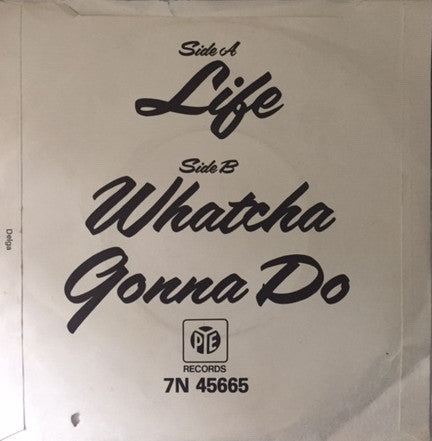 Side A
Life
Side B
Whatcha
Gonna Do
PYE
RECORDS
7N 45665
Delga